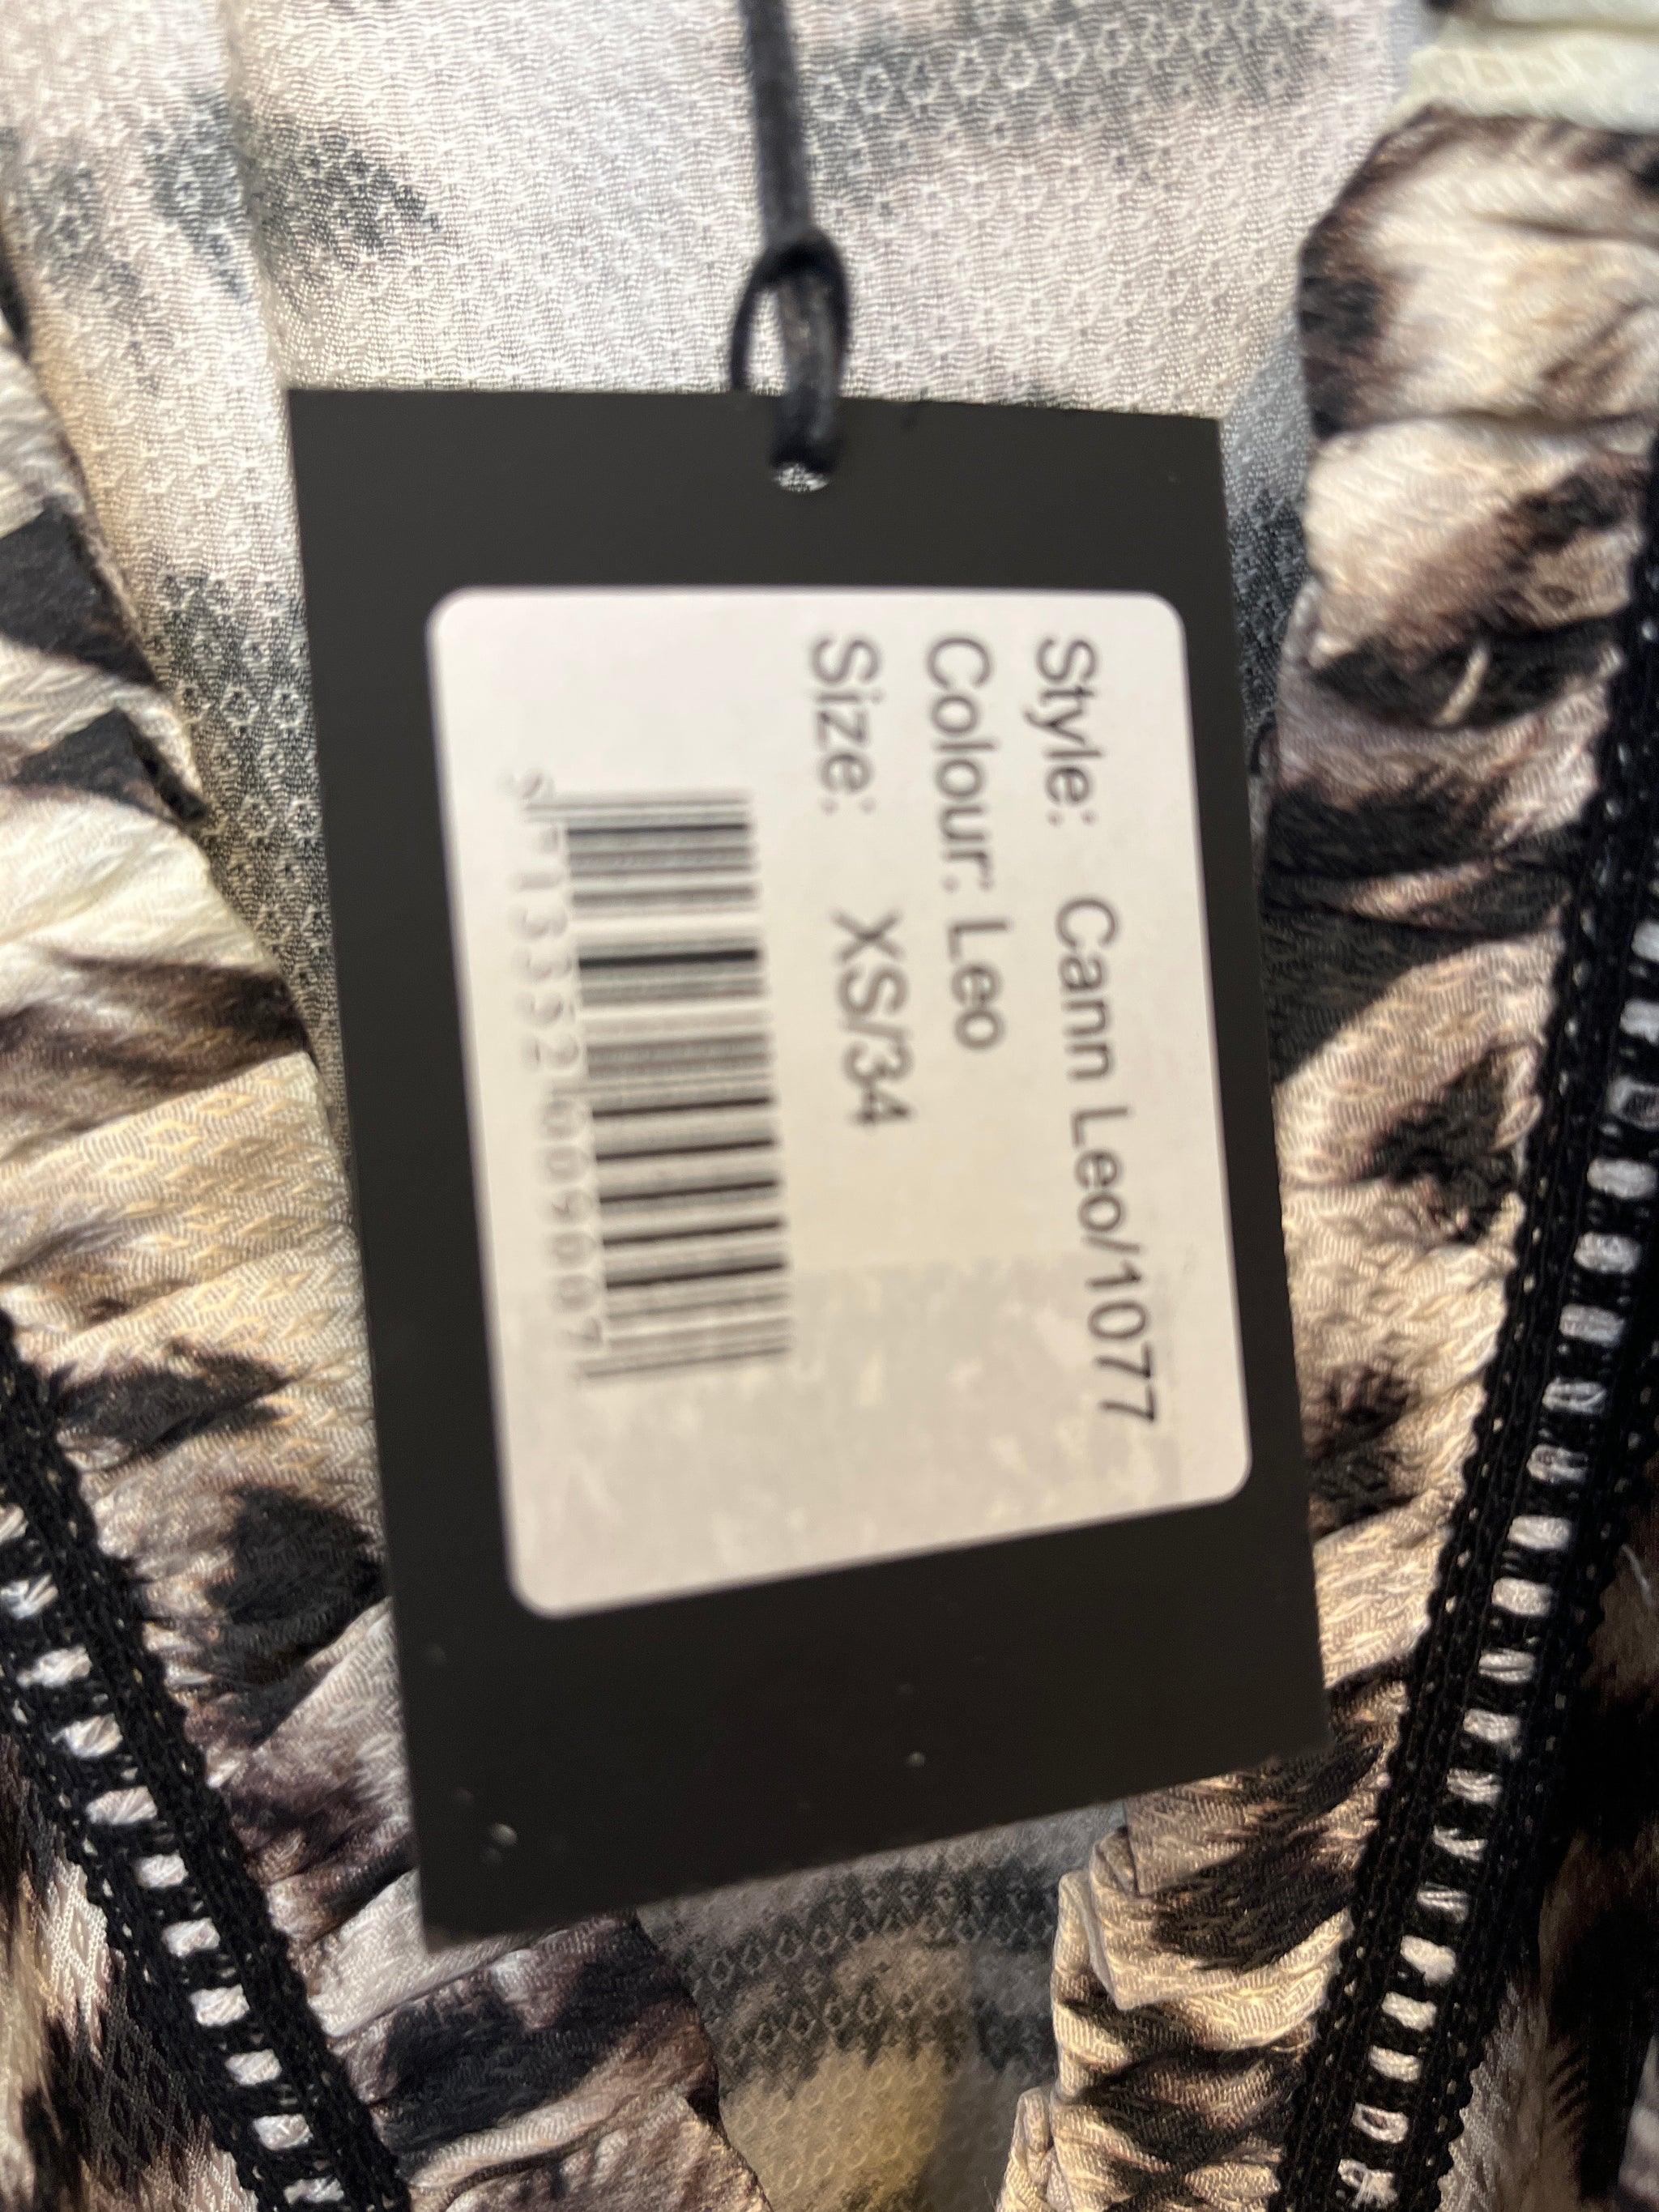 Style: Cann Leo/1077
Colour: Leo
Size: XS/34